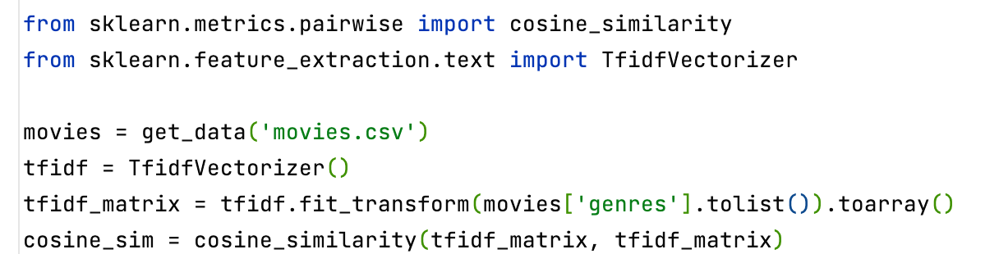 from sklearn.metrics.pairwise import cosine_similarity
from sklearn.feature_extraction.text import TfidfVectorizer
movies = get_data('movies.csv')
tfidf = TfidfVectorizer()
tfidf_matrix = tfidf.fit_transform(movies['genres'].tolist()).toarray()
cosine_sim = cosine_similarity(tfidf_matrix, tfidf_matrix)